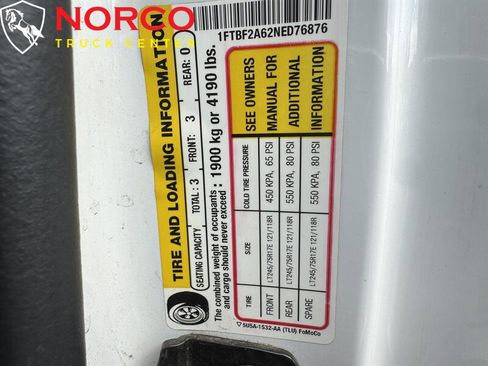 NORCO
TRUCK CENTER
1FTBF2A62NED76876
TIRE AND LOADING INFORMATION
SEATING CAPACITY TOTAL: 3 FRONT: 3 REAR: 0
The combined weight of occupants and cargo should never exceed : 1900 kg or 4190 lbs.
TIRE SIZE COLD TIRE PRESSURE
FRONT LT245/75R17E 121/118R 450 KPA, 65 PSI
REAR LT245/75R17E 121/118R 550 KPA, 80 PSI
SPARE LT245/75R17E 121/118R 550 KPA, 80 PSI
SEE OWNERS
MANUAL FOR
ADDITIONAL
INFORMATION
5U5A-1532-AA (TLU) FoMoCo